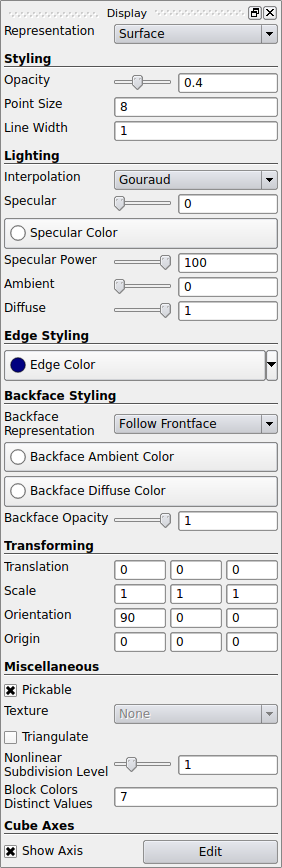 Display
Representation Surface
Styling
Opacity 0.4
Point Size 8
Line Width 1
Lighting
Interpolation Gouraud
Specular 0
Specular Color
Specular Power 100
Ambient 0
Diffuse 1
Edge Styling
Edge Color
Backface Styling
Backface
Representation Follow Frontface
Backface Ambient Color
Backface Diffuse Color
Backface Opacity 1
Transforming
Translation 0 0 0
Scale 1 1 1
Orientation 90 0 0
Origin 0 0 0
Miscellaneous
Pickable
Texture None
Triangulate
Nonlinear
Subdivision Level 1
Block Colors
Distinct Values 7
Cube Axes
Show Axis Edit